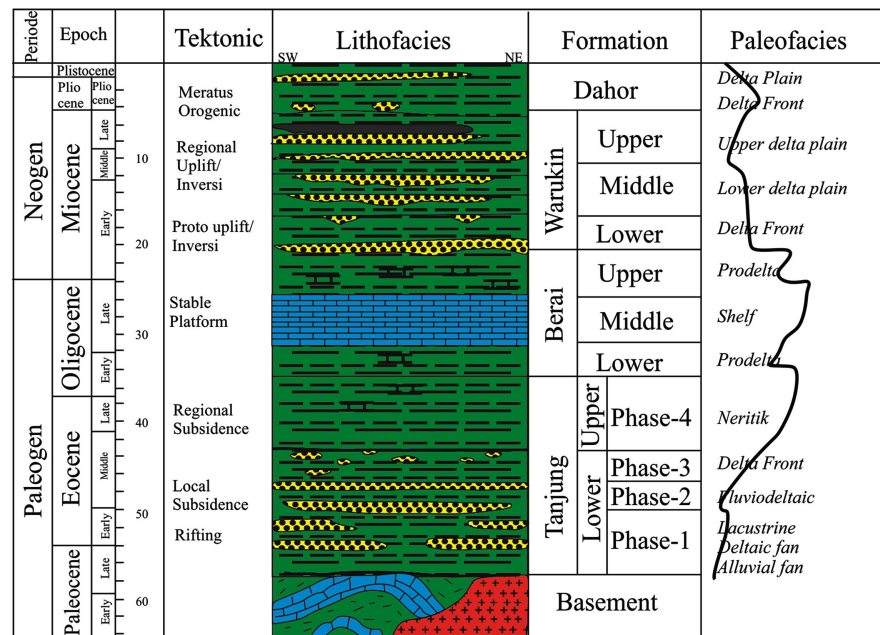 Periode
Epoch
Tektonic
Lithofacies
SW
NE
Formation
Paleofacies
Neogen
Paleogen
Plistocene
Plio
cene
Plio
cene
Miocene
Late
Middle
Early
Oligocene
Late
Early
Eocene
Late
Middle
Early
Paleocene
Late
Early
10
20
30
40
50
60
Meratus
Orogenic
Regional
Uplift/
Inversi
Proto uplift/
Inversi
Stable
Platform
Regional
Subsidence
Local
Subsidence
Rifting
Dahor
Warukin
Upper
Middle
Lower
Berai
Upper
Middle
Lower
Tanjung
Upper
Phase-4
Lower
Phase-3
Phase-2
Phase-1
Basement
Delta Plain
Delta Front
Upper delta plain
Lower delta plain
Delta Front
Prodelta
Shelf
Prodelta
Neritik
Delta Front
Fluviodeltaic
Lacustrine
Deltaic fan
Alluvial fan